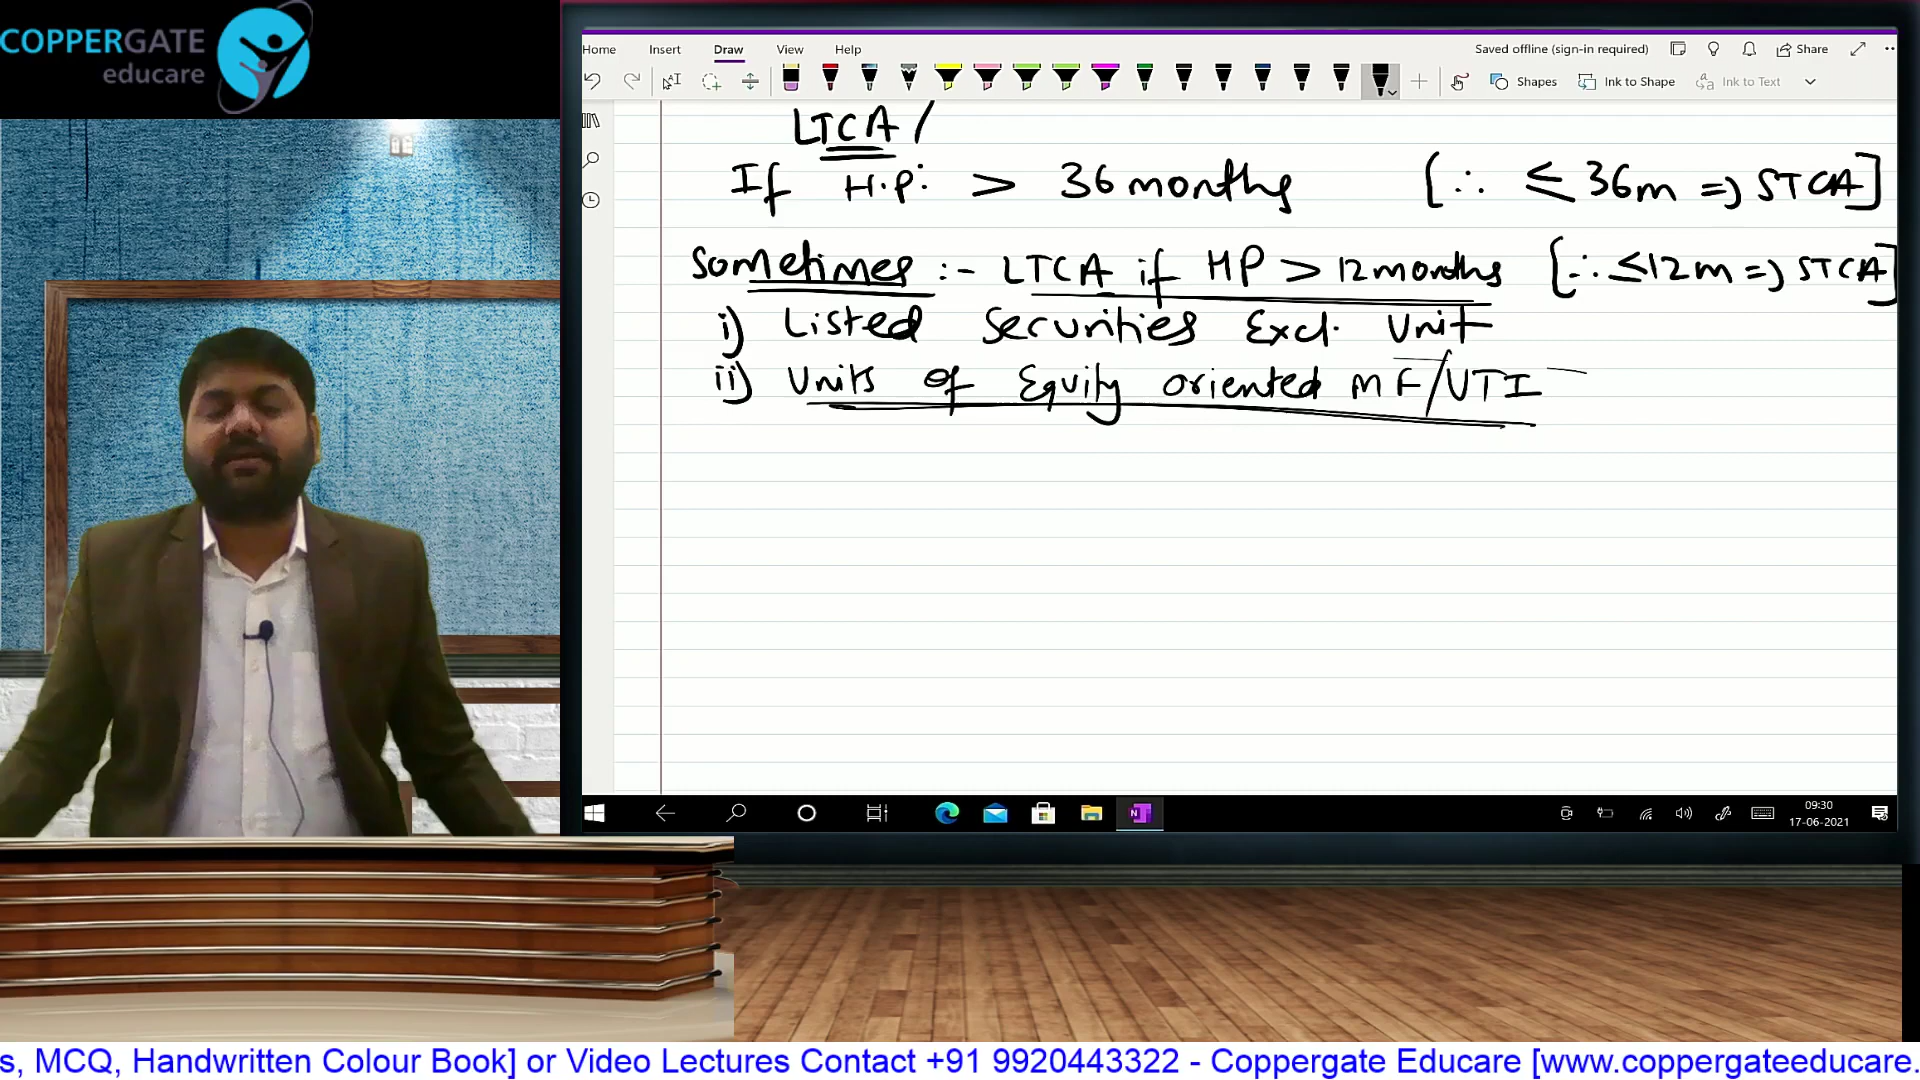 COPPERGATE
educare
Home Insert Draw View Help
Saved offline (sign-in required)
Share
Shapes
Ink to Shape
Ink to Text
LTCA /
If H.P: > 36 months [∴ ≤ 36m => STCA]
Sometimes :- LTCA if HP > 12 months [∴ ≤12m => STCA]
i) Listed Securities Excl. Unit
ii) Units of Equity oriented MF/UTI
09:30
17-06-2021
s, MCQ, Handwritten Colour Book] or Video Lectures Contact +91 9920443322 - Coppergate Educare [www.coppergateeducare.